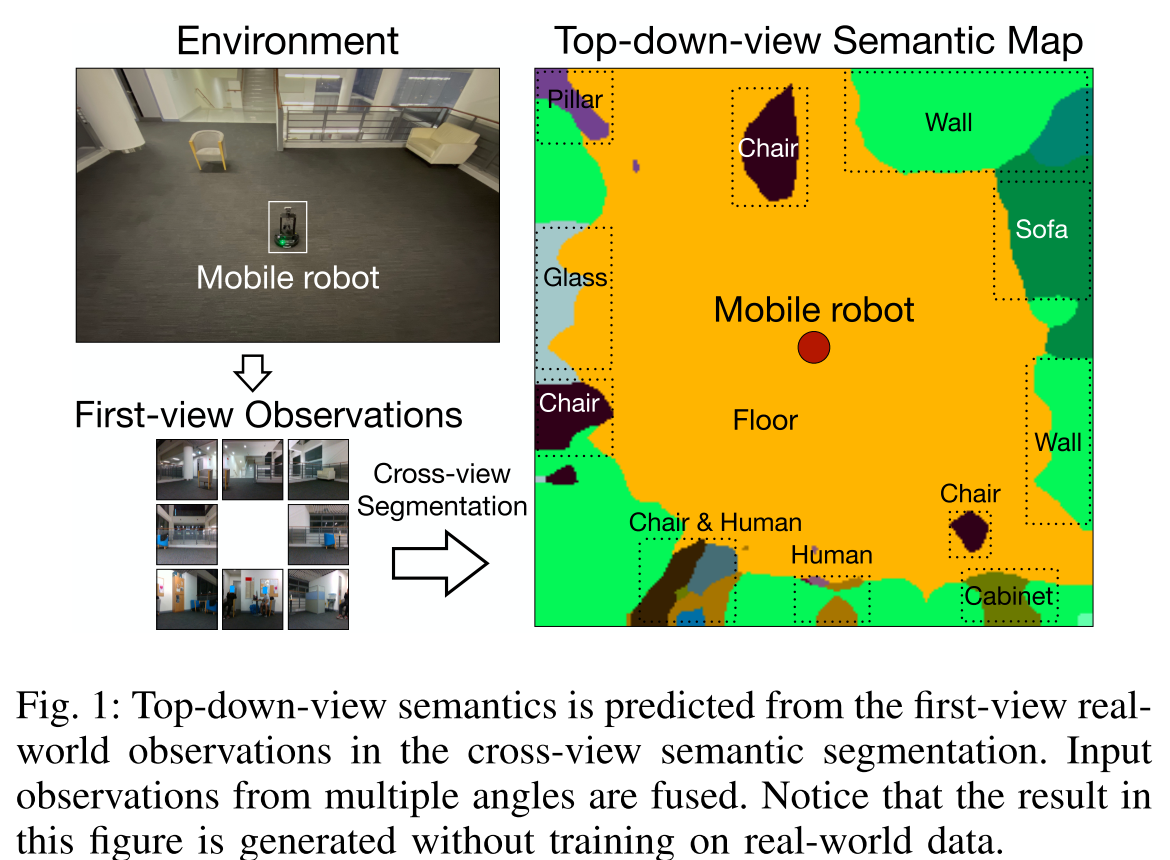 Environment
Mobile robot
First-view Observations
Cross-view
Segmentation
Top-down-view Semantic Map
Pillar
Chair
Wall
Sofa
Glass
Mobile robot
Chair
Floor
Wall
Chair
Chair & Human
Human
Cabinet
Fig. 1: Top-down-view semantics is predicted from the first-view real-
world observations in the cross-view semantic segmentation. Input
observations from multiple angles are fused. Notice that the result in
this figure is generated without training on real-world data.